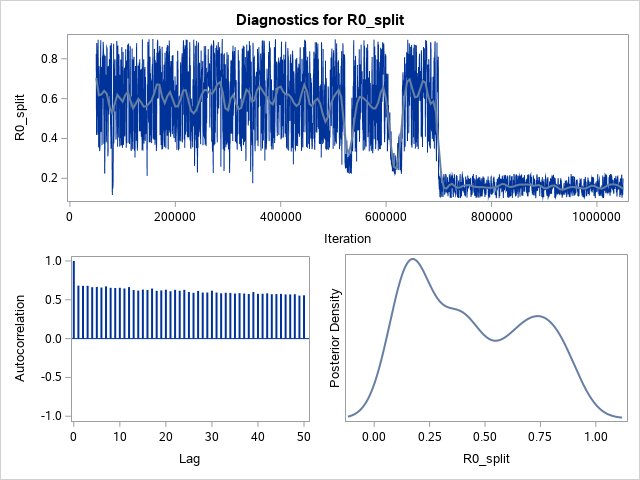 Diagnostics for R0_split
R0_split
0.8
0.6
0.4
0.2
0 200000 400000 600000 800000 1000000
Iteration
Autocorrelation
1.0
0.5
0.0
-0.5
-1.0
0 10 20 30 40 50
Lag
Posterior Density
0.00 0.25 0.50 0.75 1.00
R0_split